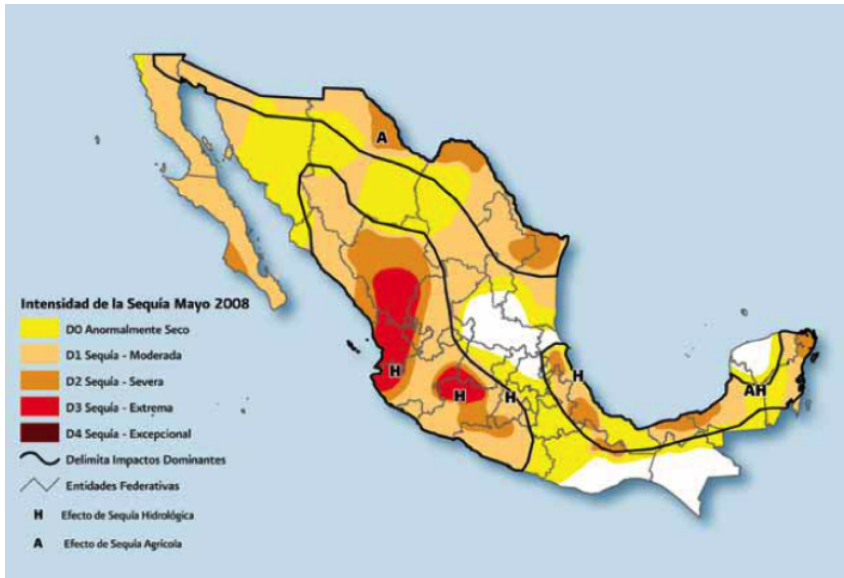 A
H
H
H
H
AH
Intensidad de la Sequía Mayo 2008
D0 Anormalmente Seco
D1 Sequía - Moderada
D2 Sequía - Severa
D3 Sequía - Extrema
D4 Sequía - Excepcional
Delimita Impactos Dominantes
Entidades Federativas
H Efecto de Sequía Hidrológica
A Efecto de Sequía Agrícola